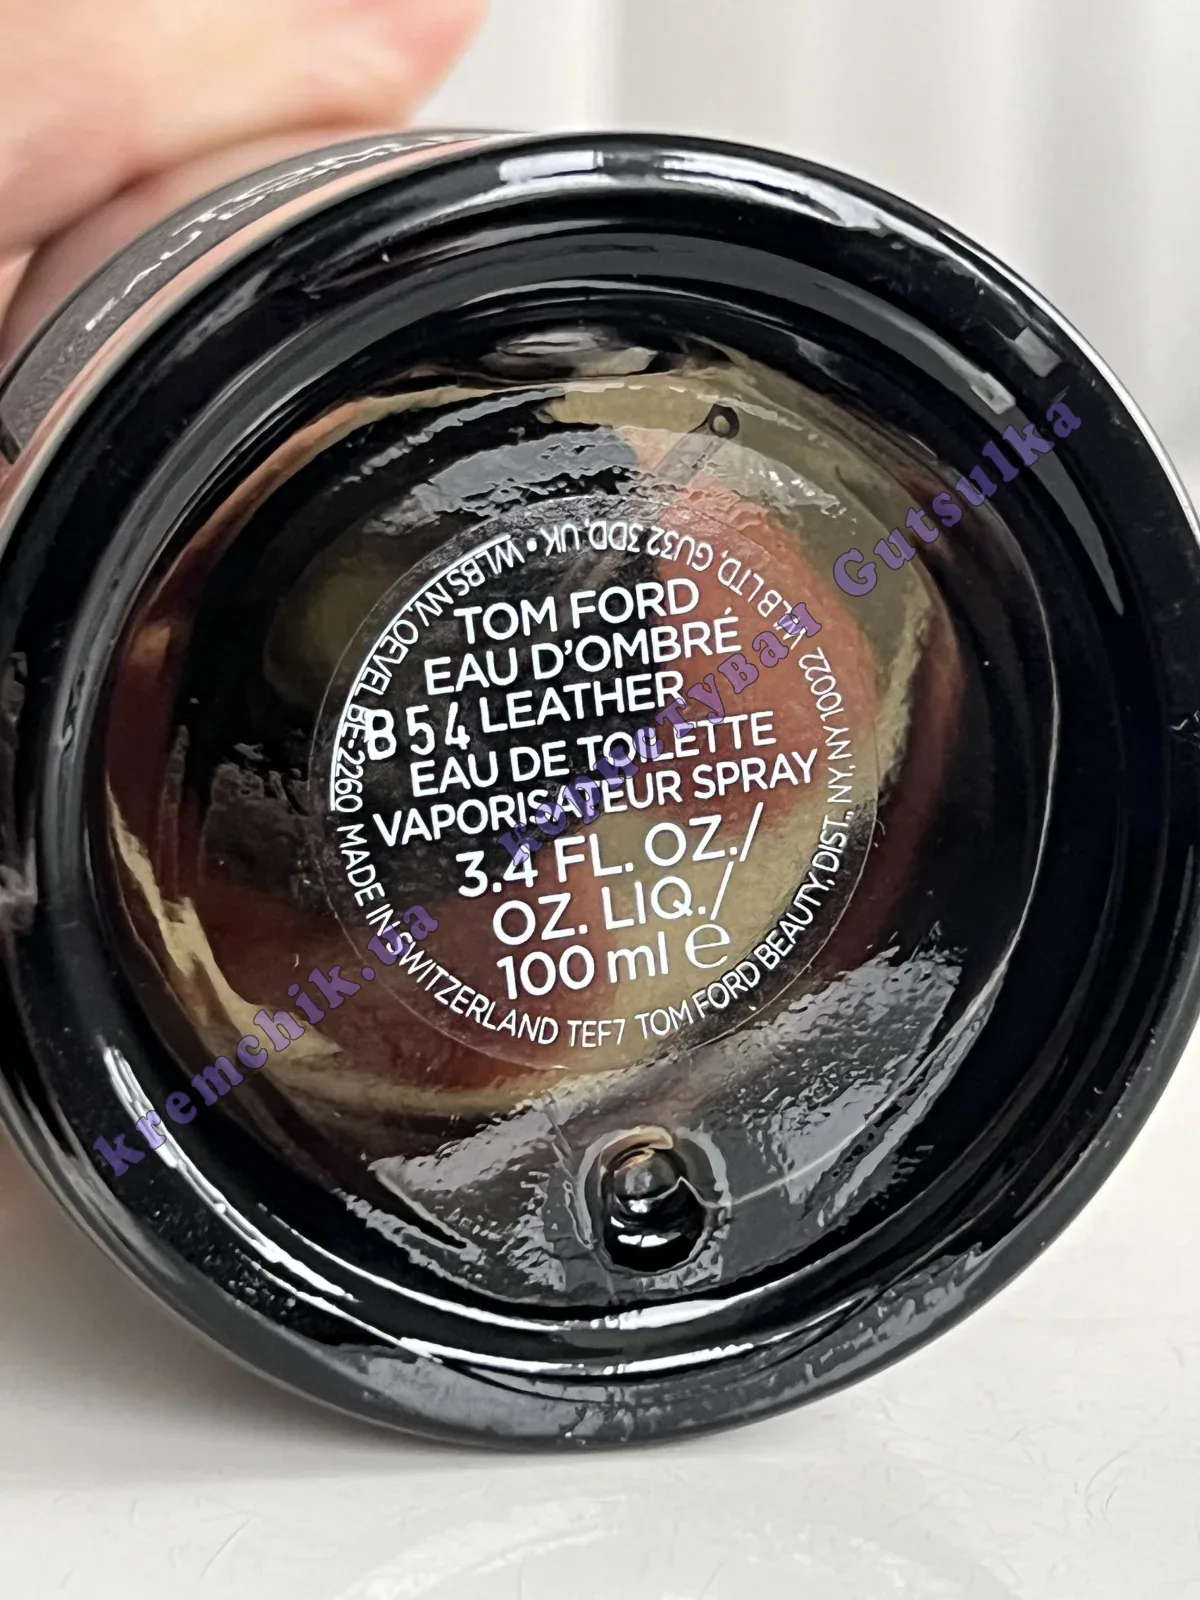 TOM FORD
EAU D'OMBRÉ
LEATHER
B54
EAU DE TOILETTE
VAPORISATEUR SPRAY
3.4 FL. OZ./
OZ. LIQ./
100 ml e
WLBS NV, OEVEL BE-2260 MADE IN SWITZERLAND TEF7 TOM FORD BEAUTY, DIST., NY, NY 10022 WLB LTD, GU32 3DD, UK •
kremchik.ua
Gutsulka